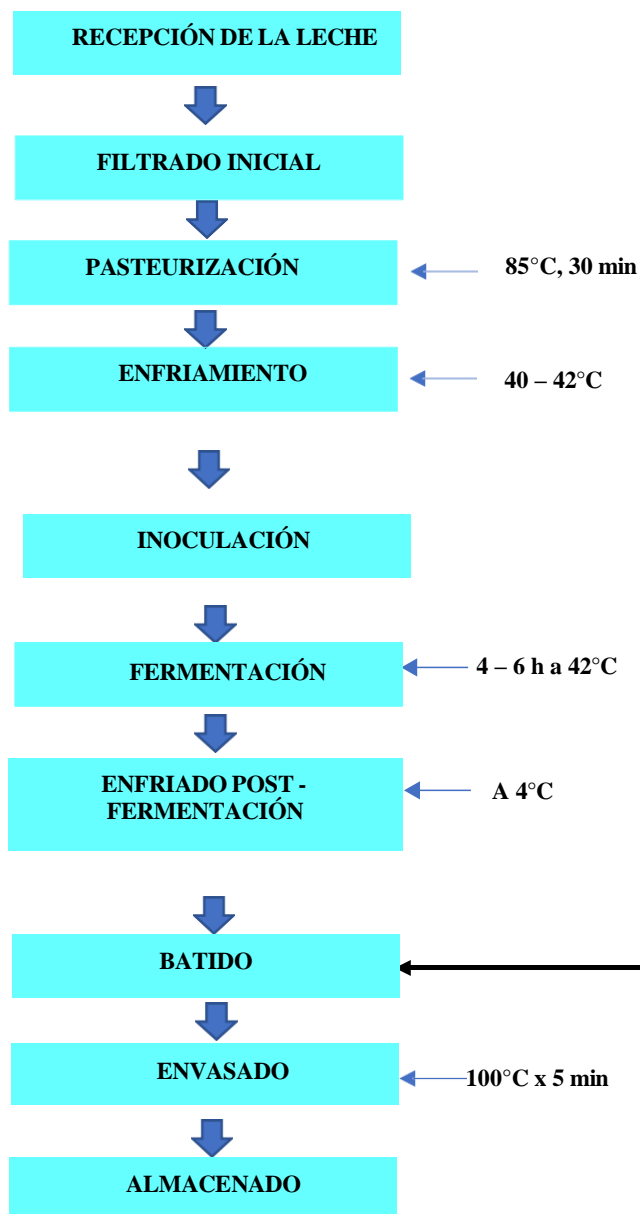 RECEPCIÓN DE LA LECHE
FILTRADO INICIAL
PASTEURIZACIÓN
85°C, 30 min
ENFRIAMIENTO
40 – 42°C
INOCULACIÓN
FERMENTACIÓN
4 – 6 h a 42°C
ENFRIADO POST -
FERMENTACIÓN
A 4°C
BATIDO
ENVASADO
100°C x 5 min
ALMACENADO